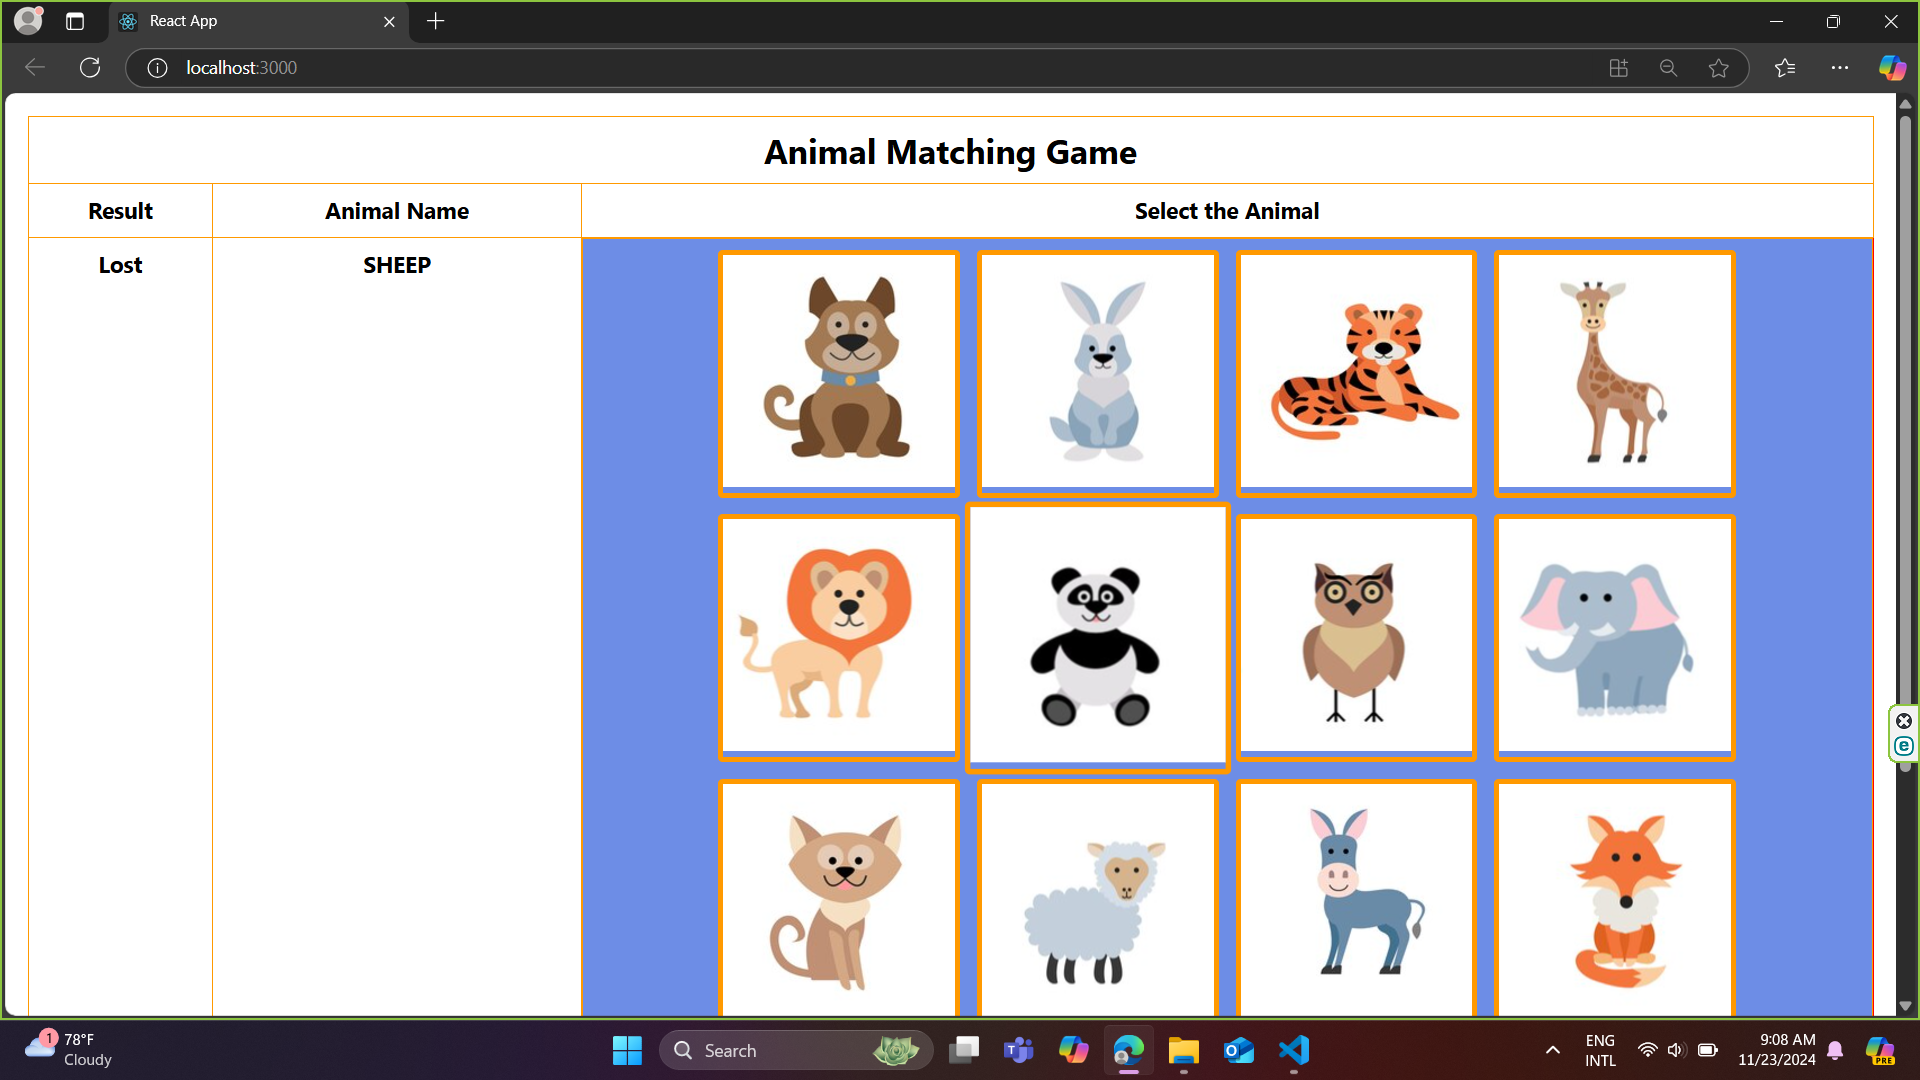 React App
localhost:3000
Animal Matching Game
Result Animal Name Select the Animal
Lost SHEEP
1 78°F
Cloudy
Search
PRE
ENG
INTL
9:08 AM
11/23/2024